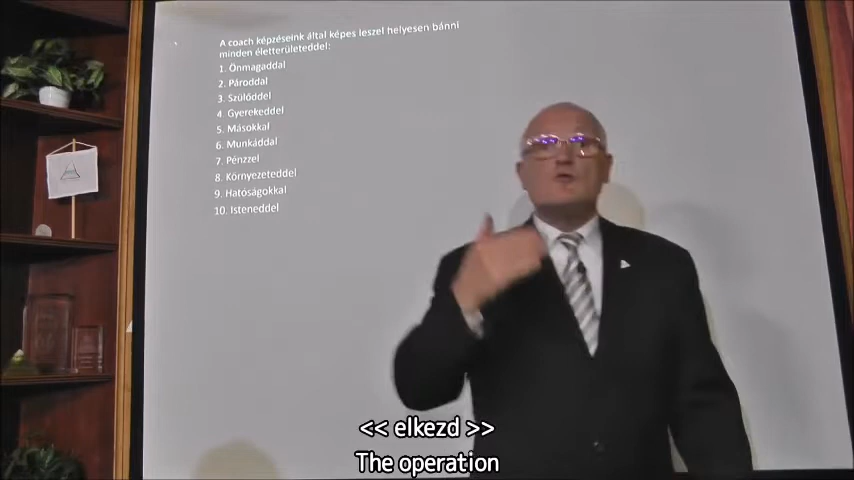 A coach képzéseink által képes leszel helyesen bánni
minden életterületeddel:
1. Önmagaddal
2. Pároddal
3. Szülőddel
4. Gyerekeddel
5. Másokkal
6. Munkáddal
7. Pénzzel
8. Környezeteddel
9. Hatóságokkal
10. Isteneddel
<< elkezd >>
The operation